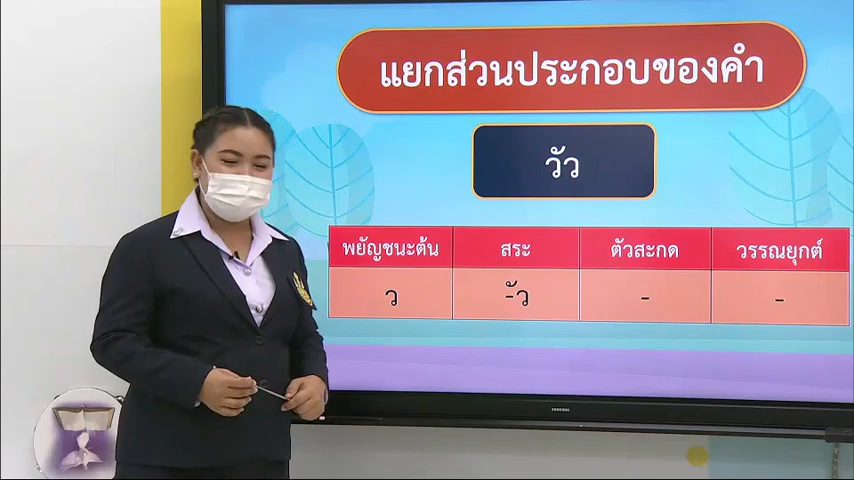 แยกส่วนประกอบของคำ
วัว
พยัญชนะต้น สระ ตัวสะกด วรรณยุกต์
ว -ัว - -
SAMSUNG